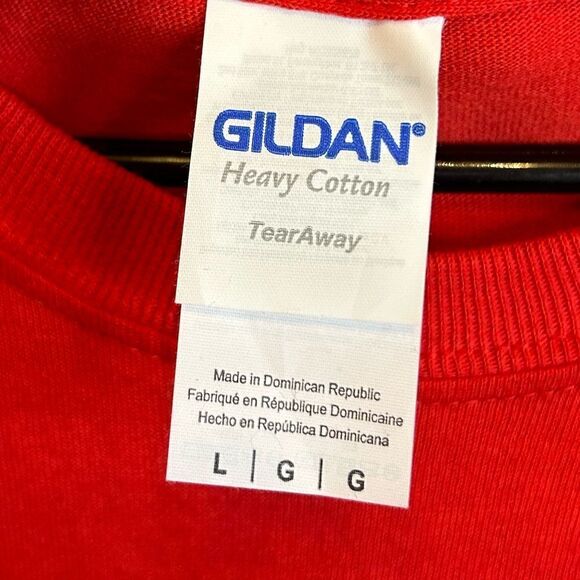 GILDAN®
Heavy Cotton
TearAway
Made in Dominican Republic
Fabriqué en République Dominicaine
Hecho en República Dominicana
L | G | G